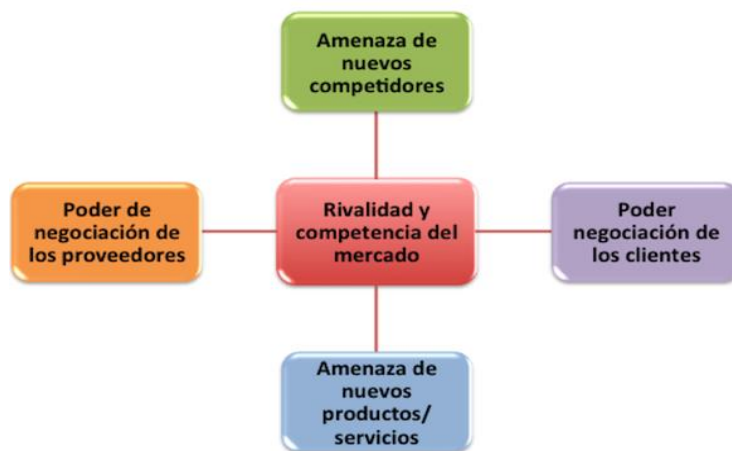 Amenaza de
nuevos
competidores
Poder de
negociación de
los proveedores
Rivalidad y
competencia del
mercado
Poder
negociación de
los clientes
Amenaza de
nuevos
productos/
servicios